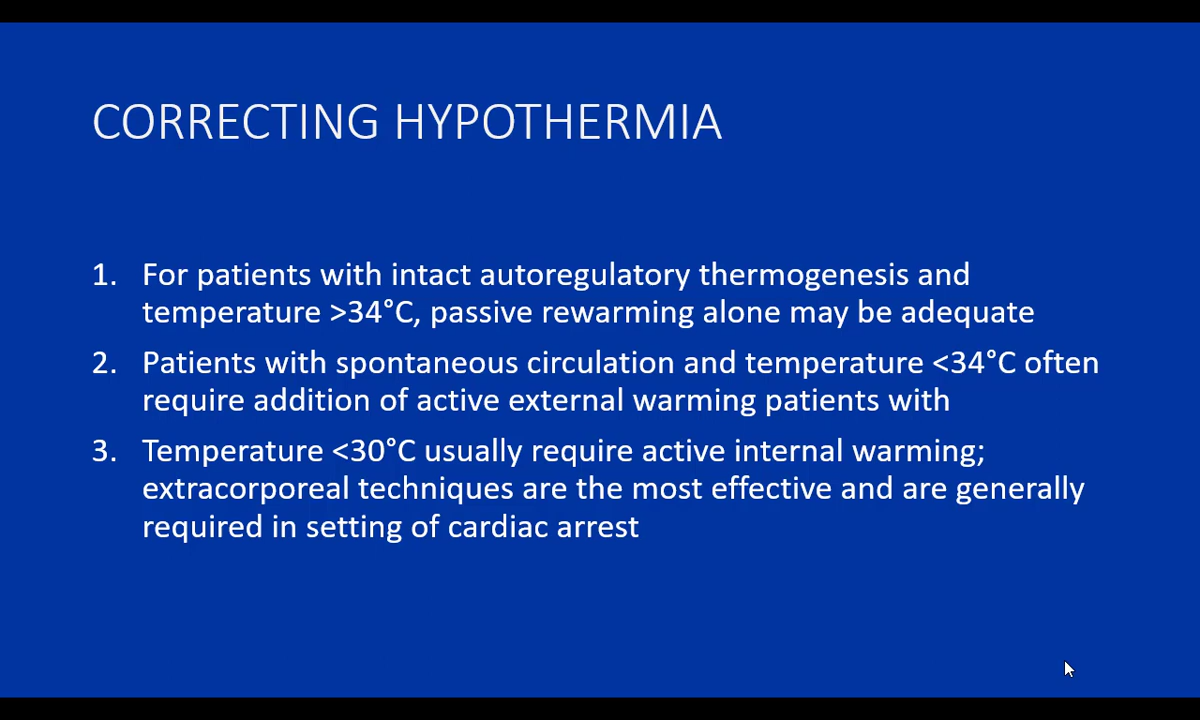 CORRECTING HYPOTHERMIA
1. For patients with intact autoregulatory thermogenesis and
temperature >34°C, passive rewarming alone may be adequate
2. Patients with spontaneous circulation and temperature <34°C often
require addition of active external warming patients with
3. Temperature <30°C usually require active internal warming;
extracorporeal techniques are the most effective and are generally
required in setting of cardiac arrest